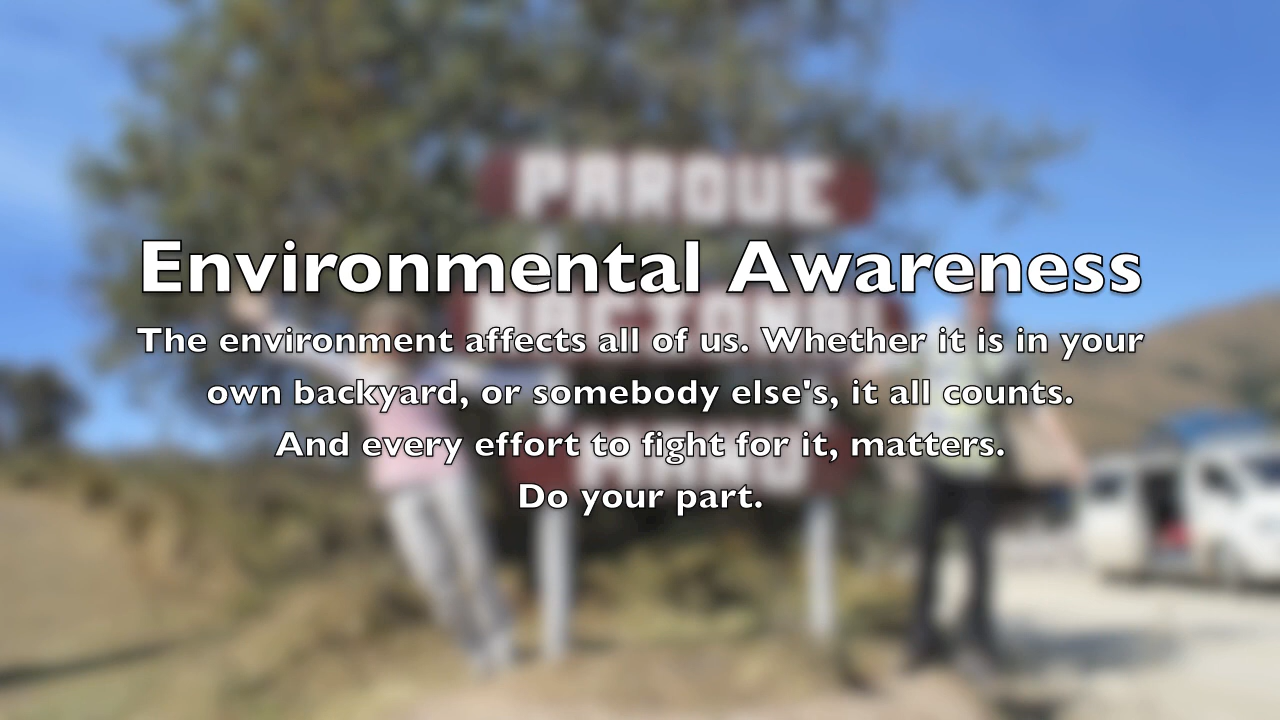 PARQUE
Environmental Awareness
NACIONAL
The environment affects all of us. Whether it is in your
own backyard, or somebody else's, it all counts.
And every effort to fight for it, matters.
Do your part.